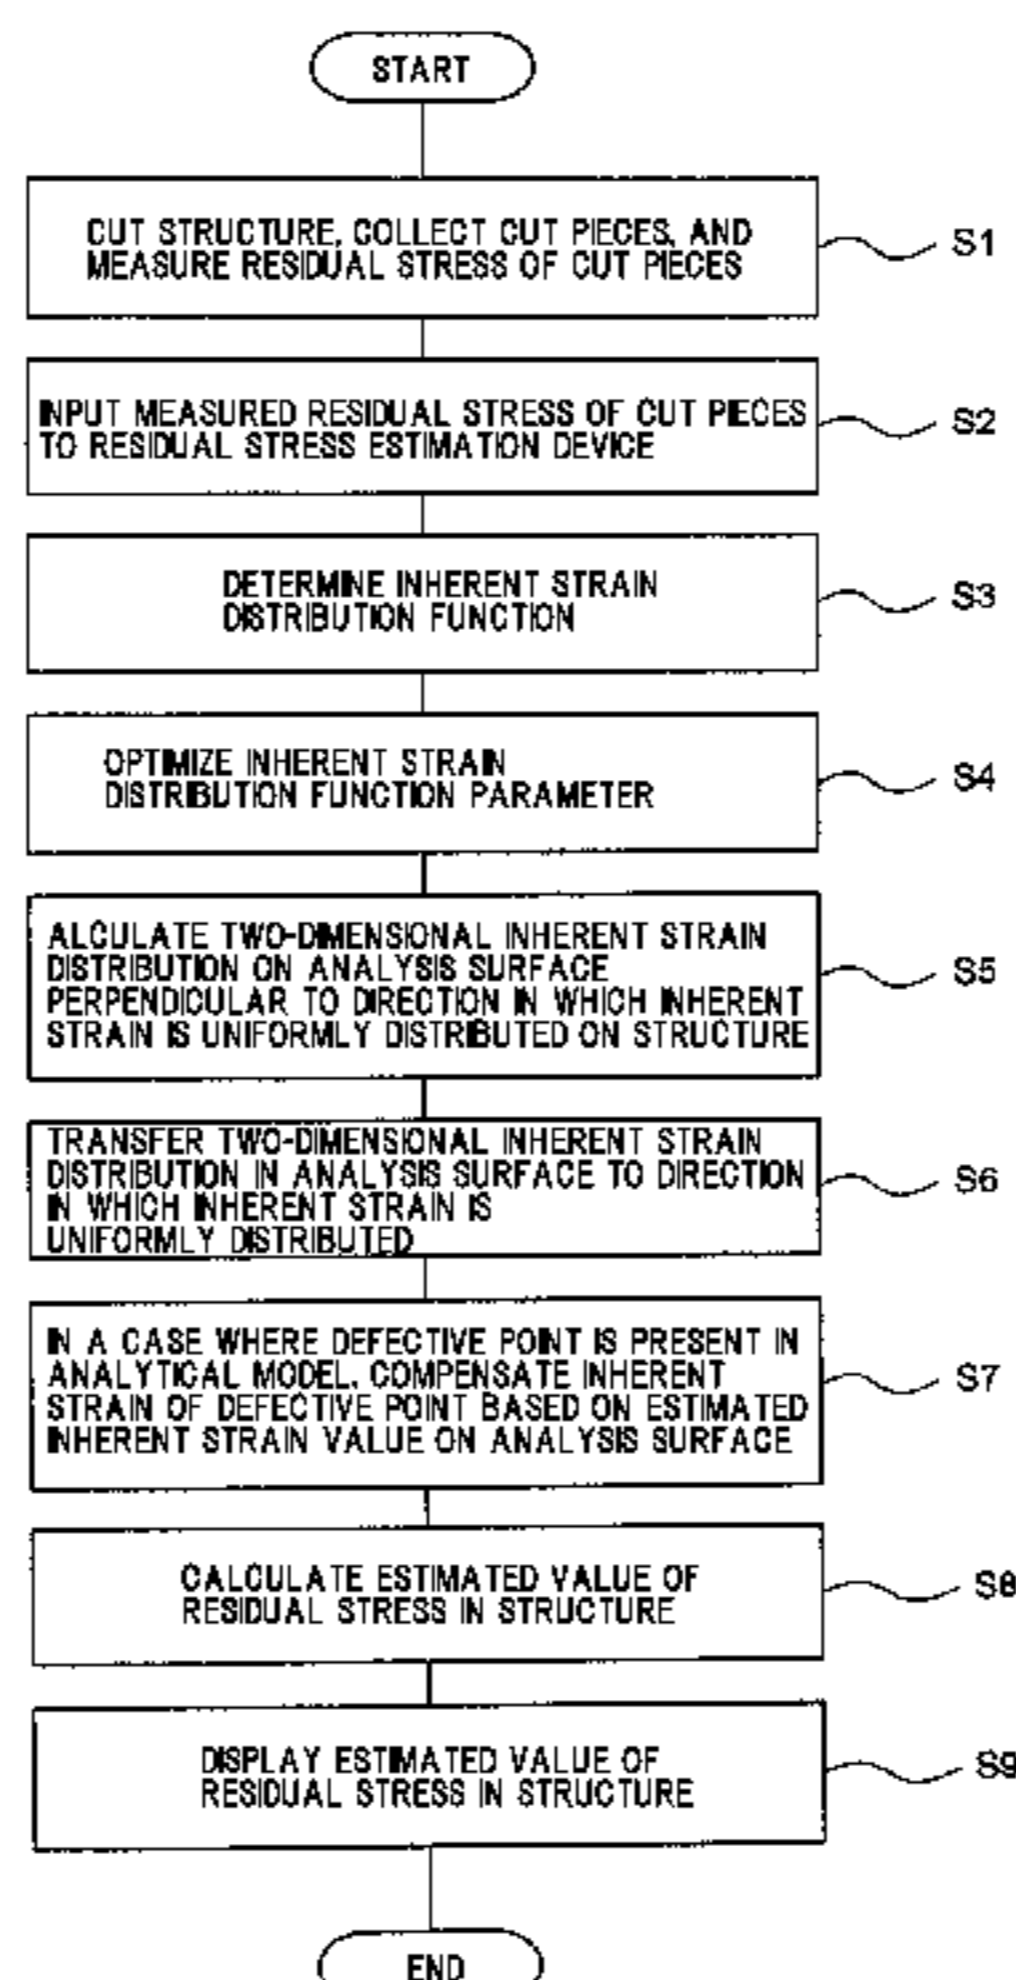 START
CUT STRUCTURE, COLLECT CUT PIECES, AND
MEASURE RESIDUAL STRESS OF CUT PIECES
S1
INPUT MEASURED RESIDUAL STRESS OF CUT PIECES
TO RESIDUAL STRESS ESTIMATION DEVICE
S2
DETERMINE INHERENT STRAIN
DISTRIBUTION FUNCTION
S3
OPTIMIZE INHERENT STRAIN
DISTRIBUTION FUNCTION PARAMETER
S4
ALCULATE TWO-DIMENSIONAL INHERENT STRAIN
DISTRIBUTION ON ANALYSIS SURFACE
PERPENDICULAR TO DIRECTION IN WHICH INHERENT
STRAIN IS UNIFORMLY DISTRIBUTED ON STRUCTURE
S5
TRANSFER TWO-DIMENSIONAL INHERENT STRAIN
DISTRIBUTION IN ANALYSIS SURFACE TO DIRECTION
IN WHICH INHERENT STRAIN IS
UNIFORMLY DISTRIBUTED
S6
IN A CASE WHERE DEFECTIVE POINT IS PRESENT IN
ANALYTICAL MODEL, COMPENSATE INHERENT
STRAIN OF DEFECTIVE POINT BASED ON ESTIMATED
INHERENT STRAIN VALUE ON ANALYSIS SURFACE
S7
CALCULATE ESTIMATED VALUE OF
RESIDUAL STRESS IN STRUCTURE
S8
DISPLAY ESTIMATED VALUE OF
RESIDUAL STRESS IN STRUCTURE
S9
END